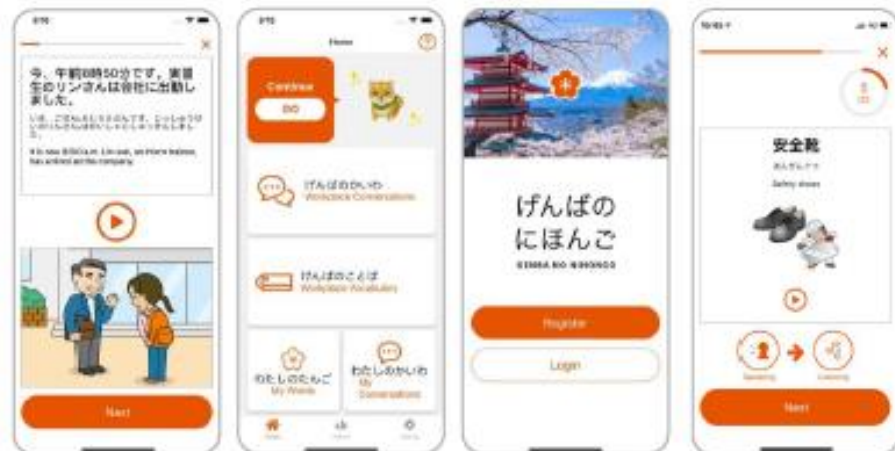 今、午前8時50分です。実習
生のリンさんは会社に出勤し
ました。
It is now 8:50 a.m. Lin-san, an intern trainee,
has arrived at the company.
Next
Home
Continue
GO
げんばのかいわ
Workplace Conversations
げんばのことば
Workplace Vocabulary
わたしのたんご
My Words
わたしのかいわ
My
Conversations
げんばの
にほんご
GENBA NO NIHONGO
Register
Login
安全靴
あんぜんぐつ
Safety shoes
Speaking
Listening
Next